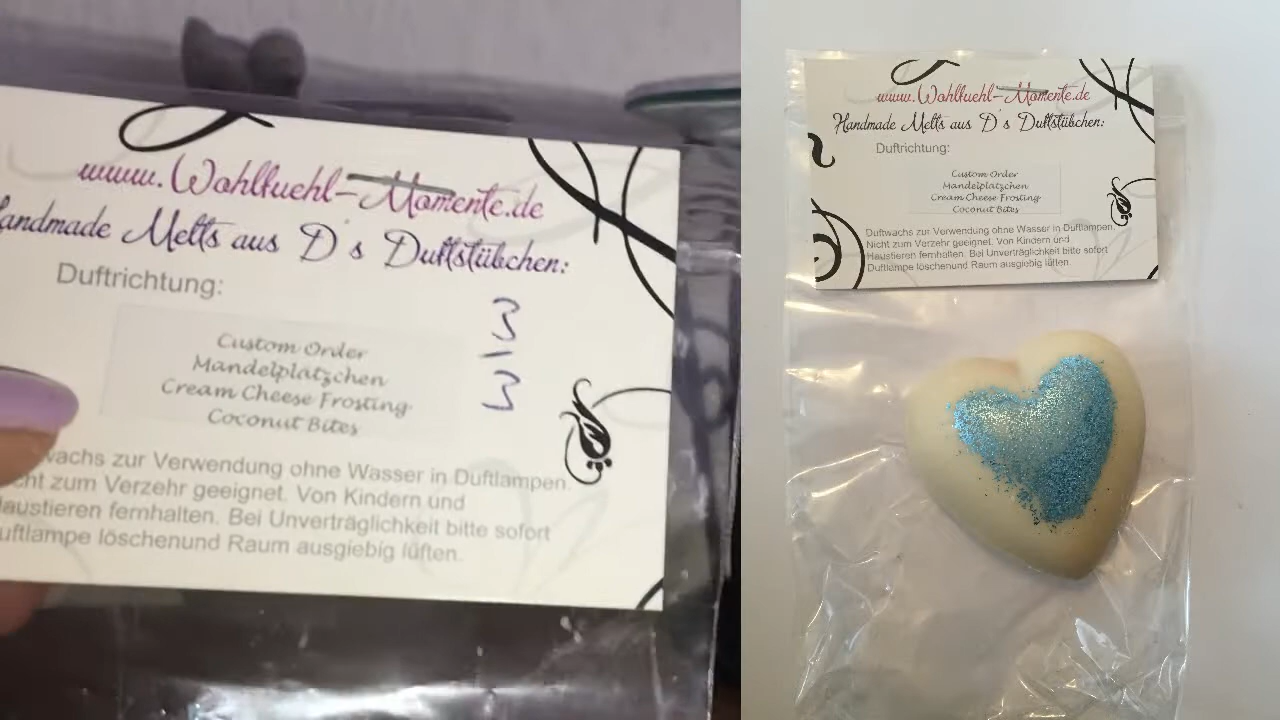 www.Wohlfuehl-Momente.de
Handmade Melts aus D's Duftstübchen:
Duftrichtung:
Custom Order
Mandelplätzchen
Cream Cheese Frosting
Coconut Bites
3-3
wachs zur Verwendung ohne Wasser in Duftlampen.
cht zum Verzehr geeignet. Von Kindern und
Haustieren fernhalten. Bei Unverträglichkeit bitte sofort
uftlampe löschenund Raum ausgiebig lüften.
www.Wohlfuehl-Momente.de
Handmade Melts aus D's Duftstübchen:
Duftrichtung:
Custom Order
Mandelplätzchen
Cream Cheese Frosting
Coconut Bites
Duftwachs zur Verwendung ohne Wasser in Duftlampen.
Nicht zum Verzehr geeignet. Von Kindern und
Haustieren fernhalten. Bei Unverträglichkeit bitte sofort
Duftlampe löschenund Raum ausgiebig lüften.